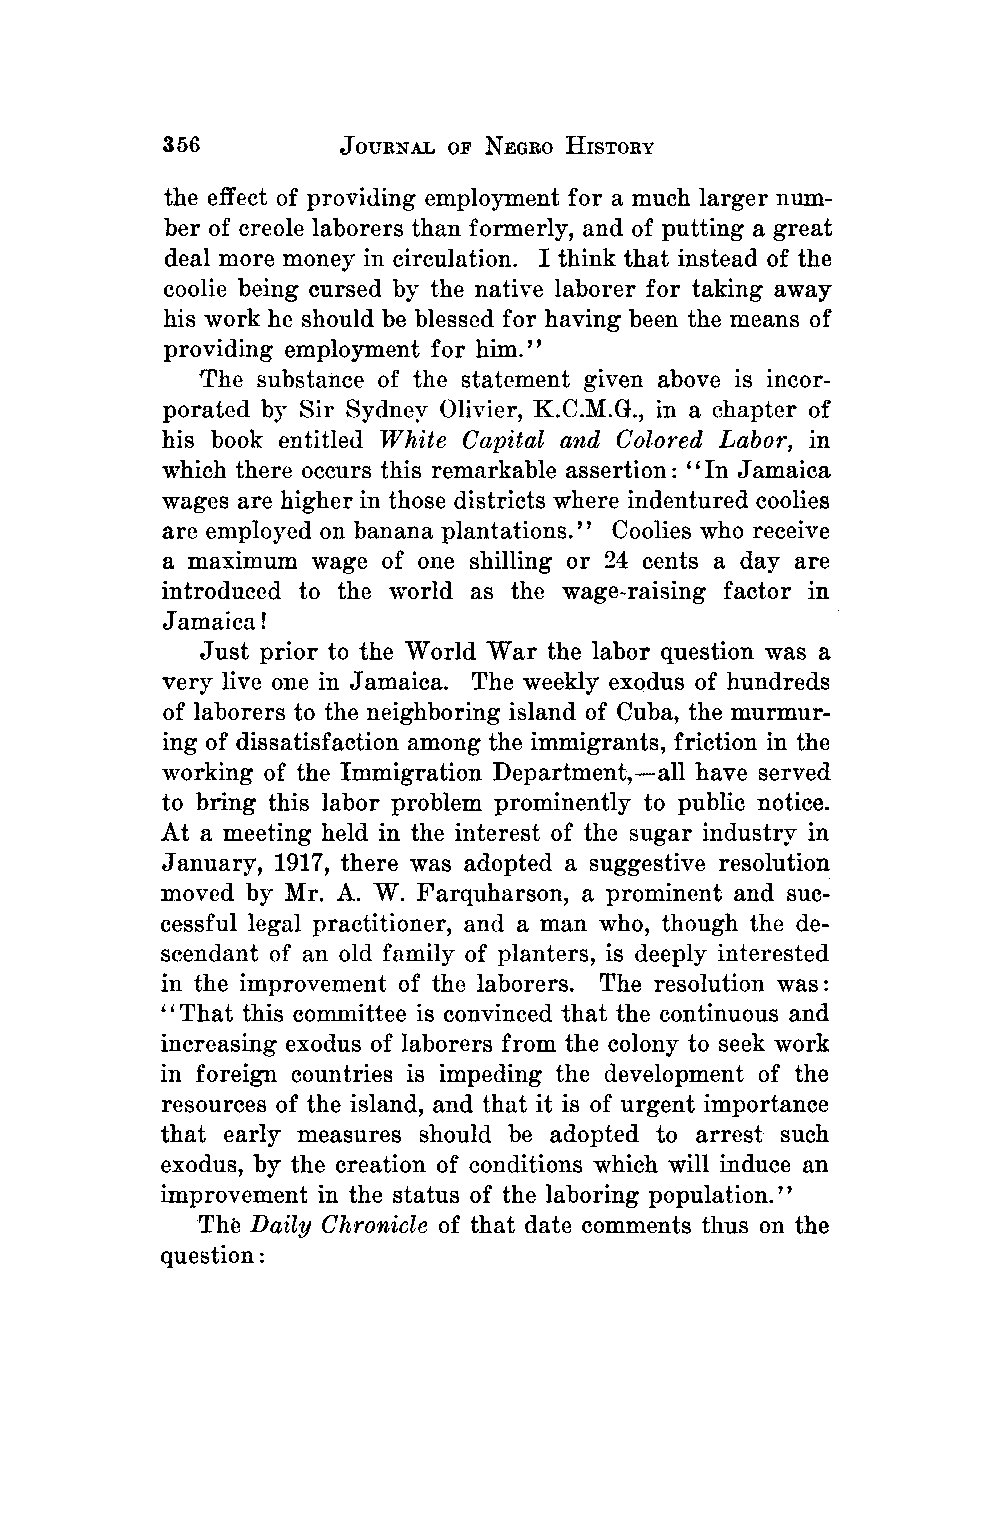 356 JOURNAL OF NEGRO HISTORY
the effect of providing employment for a much larger num-
ber of creole laborers than formerly, and of putting a great
deal more money in circulation. I think that instead of the
coolie being cursed by the native laborer for taking away
his work he should be blessed for having been the means of
providing employment for him.''
The substance of the statement given above is incor-
porated by Sir Sydney Olivier, K.C.M.G., in a chapter of
his book entitled White Capital and Colored Labor, in
which there occurs this remarkable assertion: ''In Jamaica
wages are higher in those districts where indentured coolies
are employed on banana plantations.'' Coolies who receive
a maximum wage of one shilling or 24 cents a day are
introduced to the world as the wage-raising factor in
Jamaica!
Just prior to the World War the labor question was a
very live one in Jamaica. The weekly exodus of hundreds
of laborers to the neighboring island of Cuba, the murmur-
ing of dissatisfaction among the immigrants, friction in the
working of the Immigration Department,—all have served
to bring this labor problem prominently to public notice.
At a meeting held in the interest of the sugar industry in
January, 1917, there was adopted a suggestive resolution
moved by Mr. A. W. Farquharson, a prominent and suc-
cessful legal practitioner, and a man who, though the de-
scendant of an old family of planters, is deeply interested
in the improvement of the laborers. The resolution was:
''That this committee is convinced that the continuous and
increasing exodus of laborers from the colony to seek work
in foreign countries is impeding the development of the
resources of the island, and that it is of urgent importance
that early measures should be adopted to arrest such
exodus, by the creation of conditions which will induce an
improvement in the status of the laboring population.''
The Daily Chronicle of that date comments thus on the
question: